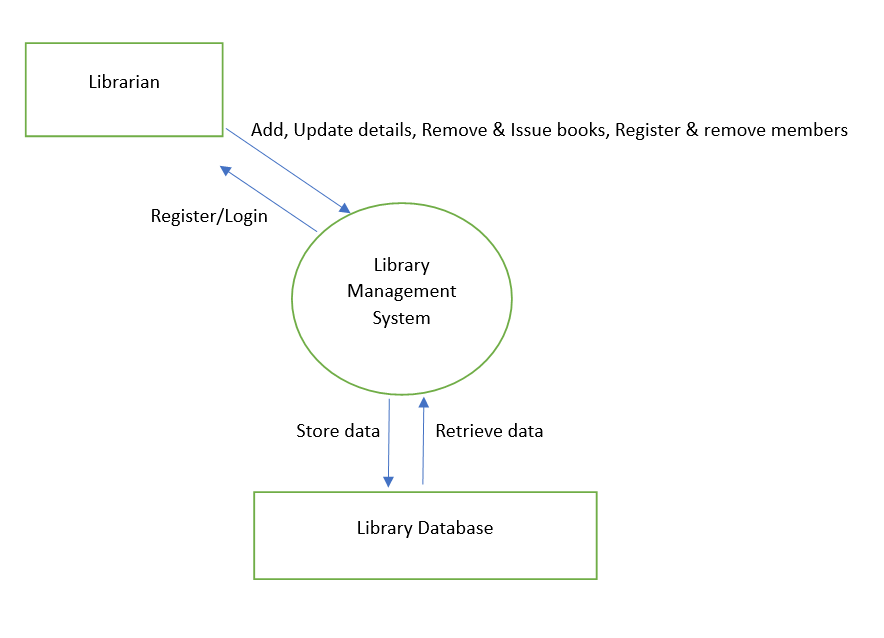 Librarian
Add, Update details, Remove & Issue books, Register & remove members
Register/Login
Library
Management
System
Store data
Retrieve data
Library Database